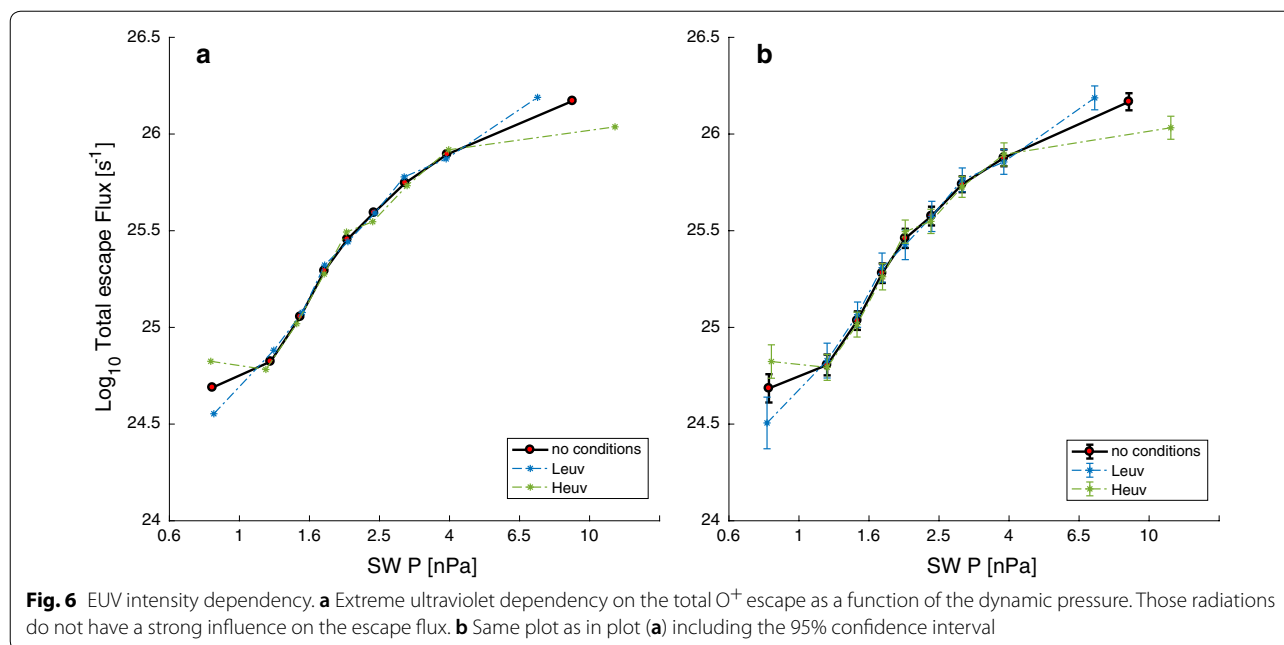 a
26.5
26
25.5
25
24.5
24
Log10 Total escape Flux [s-1]
0.6 1 1.6 2.5 4 6.5 10
SW P [nPa]
no conditions
Leuv
Heuv
b
26.5
26
25.5
25
24.5
24
0.6 1 1.6 2.5 4 6.5 10
SW P [nPa]
no conditions
Leuv
Heuv
Fig. 6 EUV intensity dependency. a Extreme ultraviolet dependency on the total O+ escape as a function of the dynamic pressure. Those radiations
do not have a strong influence on the escape flux. b Same plot as in plot (a) including the 95% confidence interval